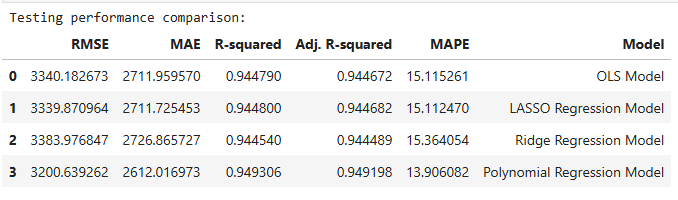 Testing performance comparison:
RMSE MAE R-squared Adj. R-squared MAPE Model
0 3340.182673 2711.959570 0.944790 0.944672 15.115261 OLS Model
1 3339.870964 2711.725453 0.944800 0.944682 15.112470 LASSO Regression Model
2 3383.976847 2726.865727 0.944540 0.944489 15.364054 Ridge Regression Model
3 3200.639262 2612.016973 0.949306 0.949198 13.906082 Polynomial Regression Model